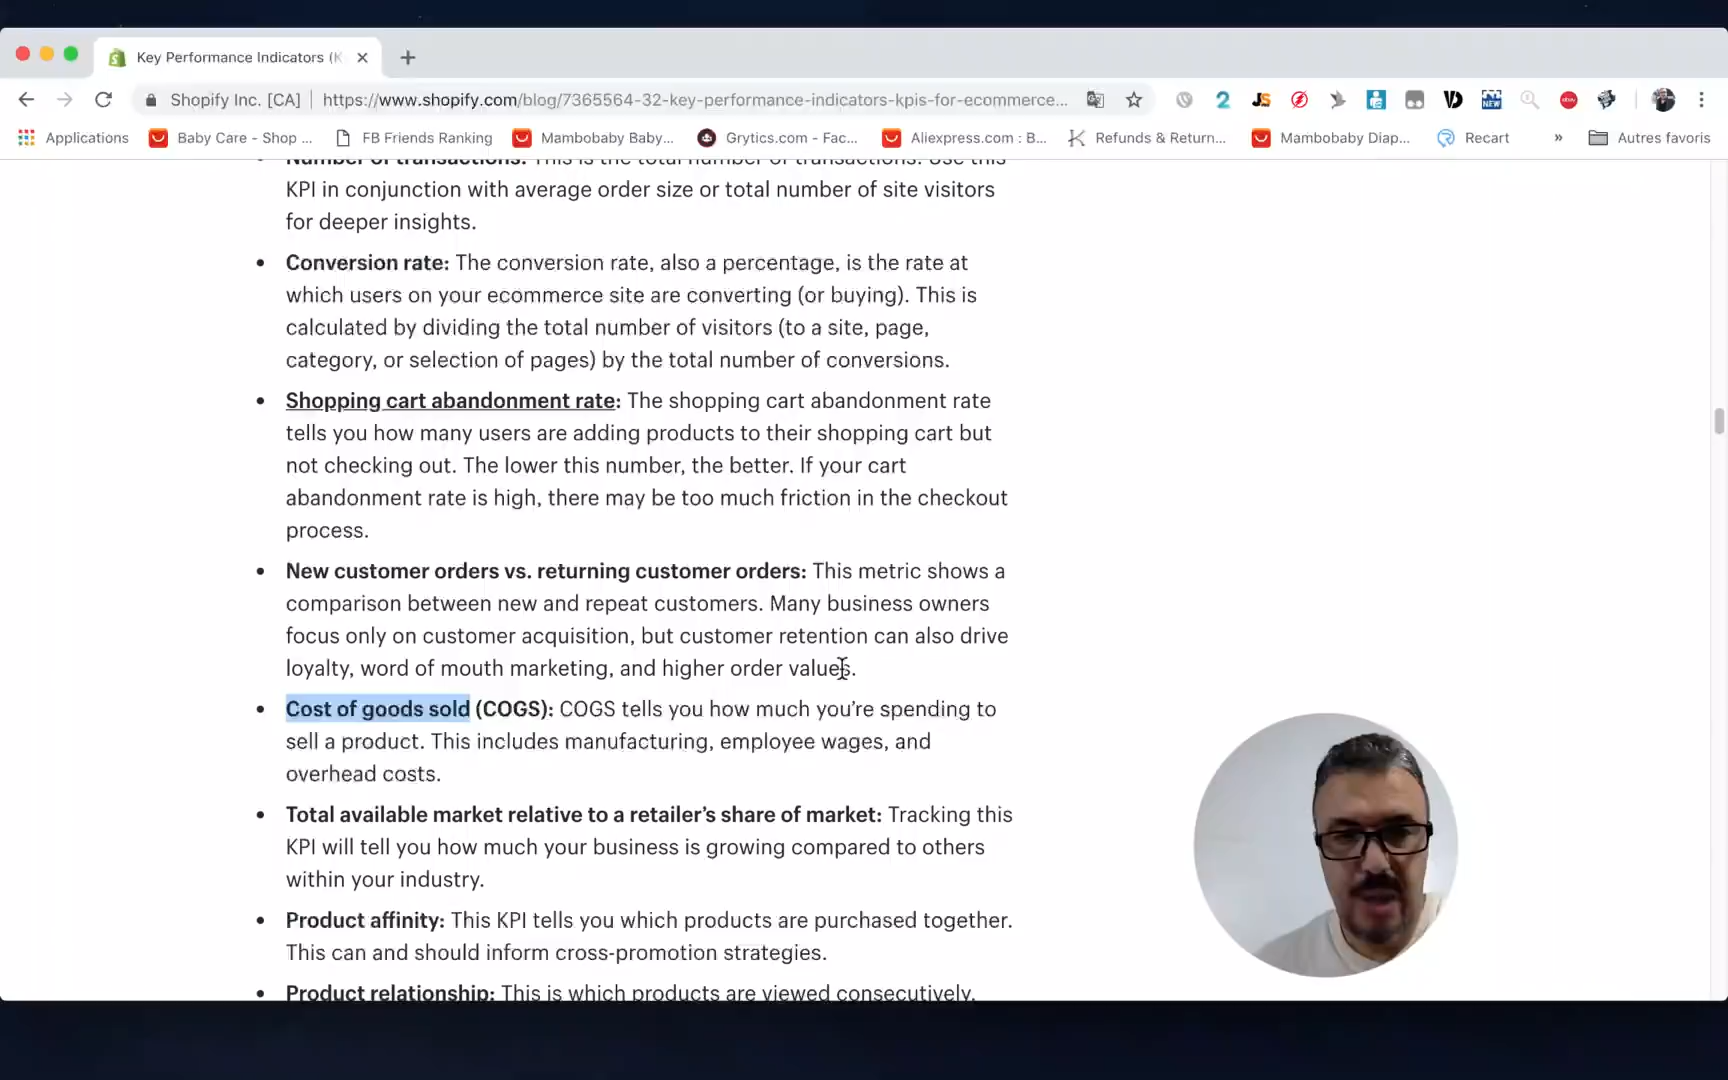 Key Performance Indicators (K
Shopify Inc. [CA] | https://www.shopify.com/blog/7365564-32-key-performance-indicators-kpis-for-ecommerce...
Applications Baby Care - Shop ... FB Friends Ranking Mambobaby Baby... Grytics.com - Fac... Aliexpress.com : B... Refunds & Return... Mambobaby Diap... Recart » Autres favoris
Number of transactions: This is the total number of transactions. Use this
KPI in conjunction with average order size or total number of site visitors
for deeper insights.
• Conversion rate: The conversion rate, also a percentage, is the rate at
which users on your ecommerce site are converting (or buying). This is
calculated by dividing the total number of visitors (to a site, page,
category, or selection of pages) by the total number of conversions.
• Shopping cart abandonment rate: The shopping cart abandonment rate
tells you how many users are adding products to their shopping cart but
not checking out. The lower this number, the better. If your cart
abandonment rate is high, there may be too much friction in the checkout
process.
• New customer orders vs. returning customer orders: This metric shows a
comparison between new and repeat customers. Many business owners
focus only on customer acquisition, but customer retention can also drive
loyalty, word of mouth marketing, and higher order values.
• Cost of goods sold (COGS): COGS tells you how much you’re spending to
sell a product. This includes manufacturing, employee wages, and
overhead costs.
• Total available market relative to a retailer’s share of market: Tracking this
KPI will tell you how much your business is growing compared to others
within your industry.
• Product affinity: This KPI tells you which products are purchased together.
This can and should inform cross-promotion strategies.
• Product relationship: This is which products are viewed consecutively.